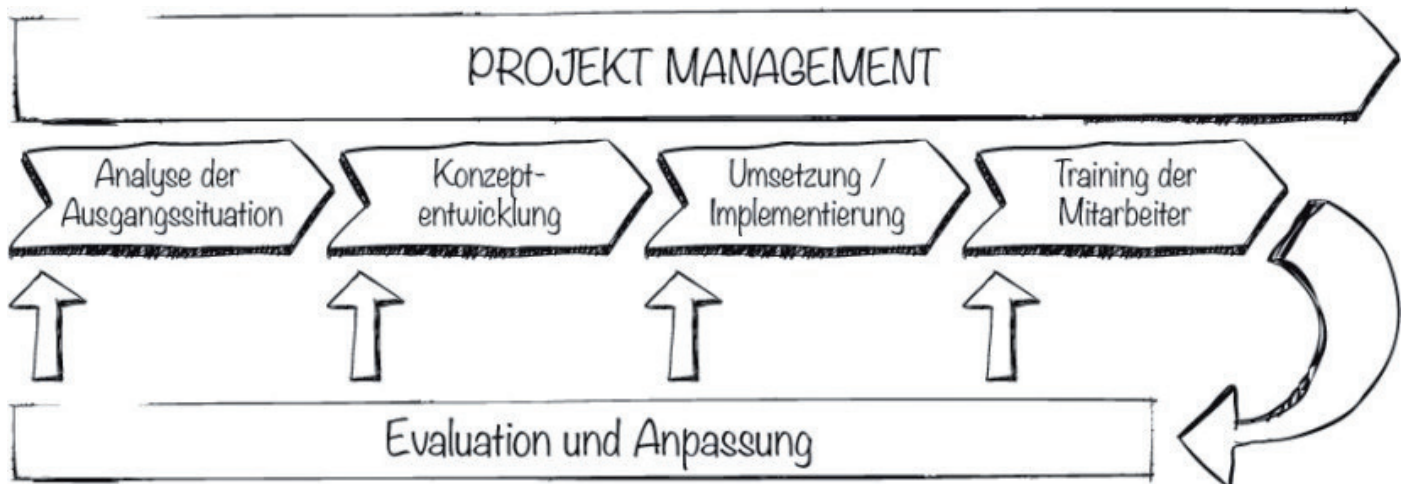 PROJEKT MANAGEMENT
Analyse der
Ausgangssituation
Konzept-
entwicklung
Umsetzung /
Implementierung
Training der
Mitarbeiter
Evaluation und Anpassung